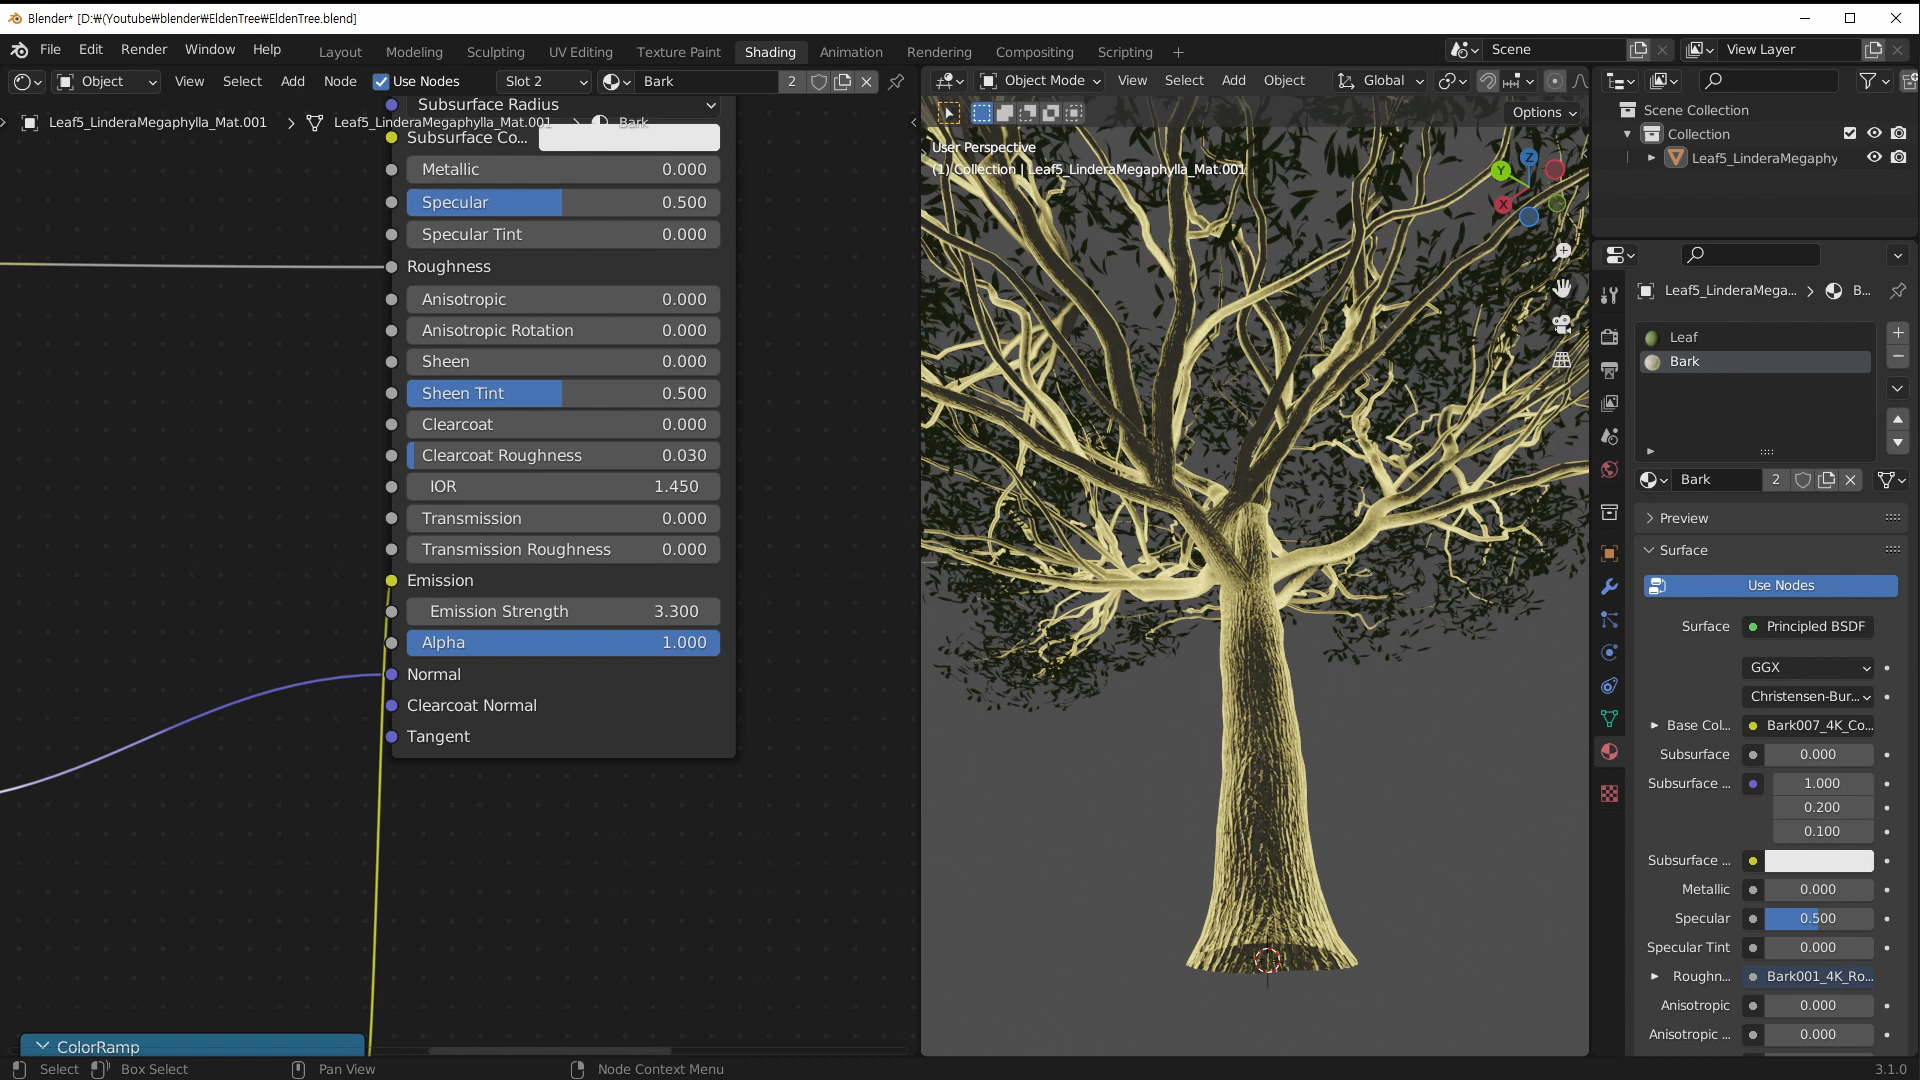 Blender* [D:₩(Youtube₩blender₩EldenTree₩EldenTree.blend]
File Edit Render Window Help
Layout Modeling Sculpting UV Editing Texture Paint Shading Animation Rendering Compositing Scripting +
Scene
View Layer
Object View Select Add Node Use Nodes Slot 2 Bark 2
Object Mode View Select Add Object Global
Subsurface Radius
Leaf5_LinderaMegaphylla_Mat.001 > Leaf5_LinderaMegaphylla_Mat.001 > Bark
Subsurface Co...
Metallic 0.000
Specular 0.500
Specular Tint 0.000
Roughness
Anisotropic 0.000
Anisotropic Rotation 0.000
Sheen 0.000
Sheen Tint 0.500
Clearcoat 0.000
Clearcoat Roughness 0.030
IOR 1.450
Transmission 0.000
Transmission Roughness 0.000
Emission
Emission Strength 3.300
Alpha 1.000
Normal
Clearcoat Normal
Tangent
ColorRamp
Options
User Perspective
(1) Collection | Leaf5_LinderaMegaphylla_Mat.001
Z
Y
X
Scene Collection
Collection
Leaf5_LinderaMegaphy
Leaf5_LinderaMega... > B...
Leaf
Bark
Bark 2
Preview
Surface
Use Nodes
Surface Principled BSDF
GGX
Christensen-Bur...
Base Col... Bark007_4K_Co...
Subsurface 0.000
Subsurface ... 1.000
0.200
0.100
Subsurface ...
Metallic 0.000
Specular 0.500
Specular Tint 0.000
Roughn... Bark001_4K_Ro...
Anisotropic 0.000
Anisotropic ... 0.000
Select Box Select Pan View Node Context Menu 3.1.0